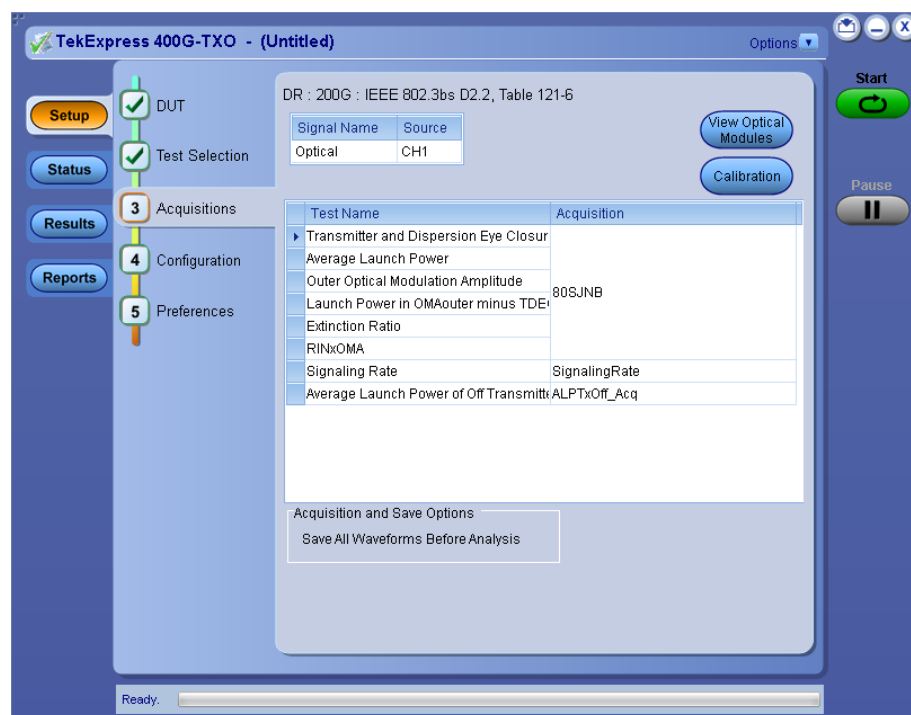 TekExpress 400G-TXO - (Untitled)
Options
Start
Pause
Setup
Status
Results
Reports
DUT
Test Selection
3 Acquisitions
4 Configuration
5 Preferences
DR : 200G : IEEE 802.3bs D2.2, Table 121-6
Signal Name Source
Optical CH1
View Optical
Modules
Calibration
Test Name Acquisition
Transmitter and Dispersion Eye Closur
Average Launch Power
Outer Optical Modulation Amplitude
80SJNB
Launch Power in OMAouter minus TDE
Extinction Ratio
RINxOMA
Signaling Rate SignalingRate
Average Launch Power of Off Transmitte ALPTxOff_Acq
Acquisition and Save Options
Save All Waveforms Before Analysis
Ready.